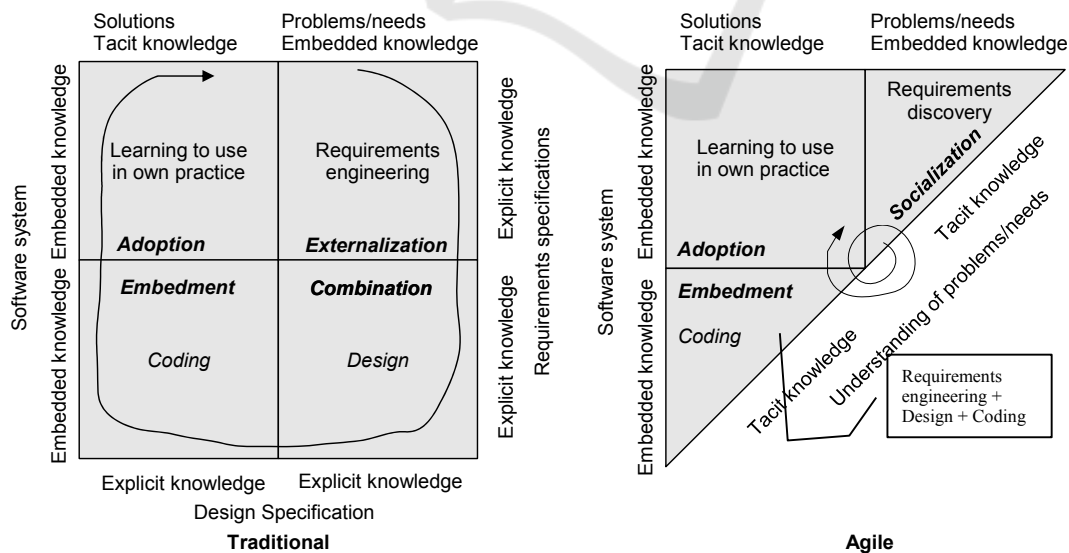 Solutions
Tacit knowledge
Problems/needs
Embedded knowledge
Software system
Embedded knowledge
Embedded knowledge
Learning to use
in own practice
Adoption
Requirements
engineering
Externalization
Embedment
Coding
Combination
Design
Explicit knowledge
Explicit knowledge
Requirements specifications
Explicit knowledge
Explicit knowledge
Design Specification
Traditional
Solutions
Tacit knowledge
Problems/needs
Embedded knowledge
Software system
Embedded knowledge
Embedded knowledge
Learning to use
in own practice
Adoption
Requirements
discovery
Socialization
Tacit knowledge
Embedment
Coding
Tacit knowledge
Understanding of problems/needs
Requirements
engineering +
Design + Coding
Agile